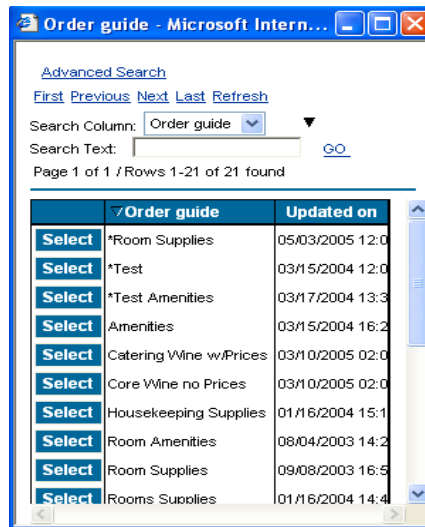 Order guide - Microsoft Intern...
Advanced Search
First Previous Next Last Refresh
Search Column: Order guide
Search Text: GO
Page 1 of 1 / Rows 1-21 of 21 found
Order guide Updated on
Select *Room Supplies 05/03/2005 12:0
Select *Test 03/15/2004 12:0
Select *Test Amenities 03/17/2004 13:3
Select Amenities 03/15/2004 16:2
Select Catering Wine w/Prices 03/10/2005 02:0
Select Core Wine no Prices 03/10/2005 02:0
Select Housekeeping Supplies 01/16/2004 15:1
Select Room Amenities 08/04/2003 14:2
Select Room Supplies 09/08/2003 16:5
Select Rooms Supplies 01/16/2004 14:4